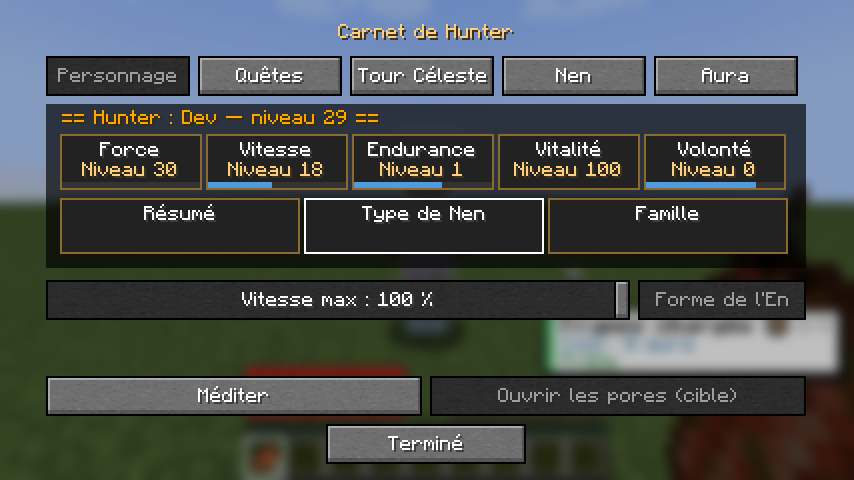 Carnet de Hunter
Personnage
Quêtes
Tour Céleste
Nen
Aura
== Hunter : Dev — niveau 29 ==
Force
Niveau 30
Vitesse
Niveau 18
Endurance
Niveau 1
Vitalité
Niveau 100
Volonté
Niveau 0
Résumé
Type de Nen
Famille
Vitesse max : 100 %
Forme de l'En
Méditer
Ouvrir les pores (cible)
Terminé